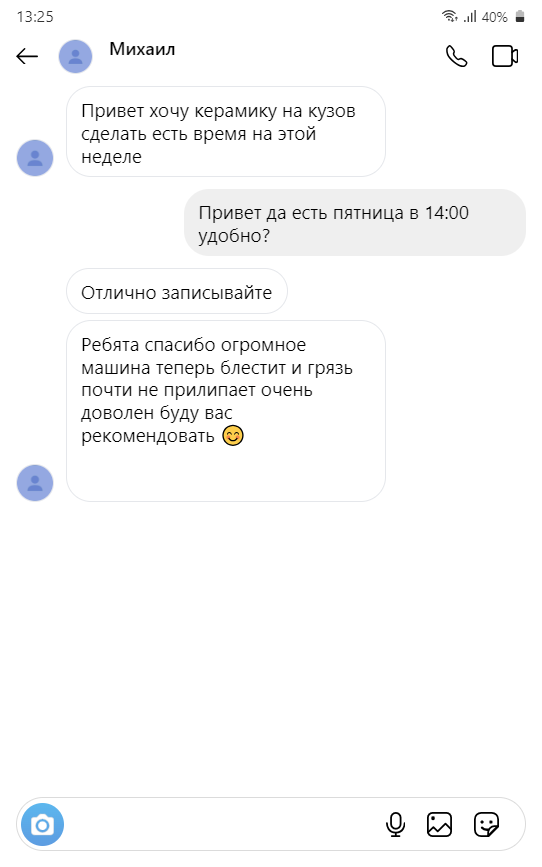 13:25
40%
Михаил
Привет хочу керамику на кузов
сделать есть время на этой
неделе
Привет да есть пятница в 14:00
удобно?
Отлично записывайте
Ребята спасибо огромное
машина теперь блестит и грязь
почти не прилипает очень
доволен буду вас
рекомендовать 😊